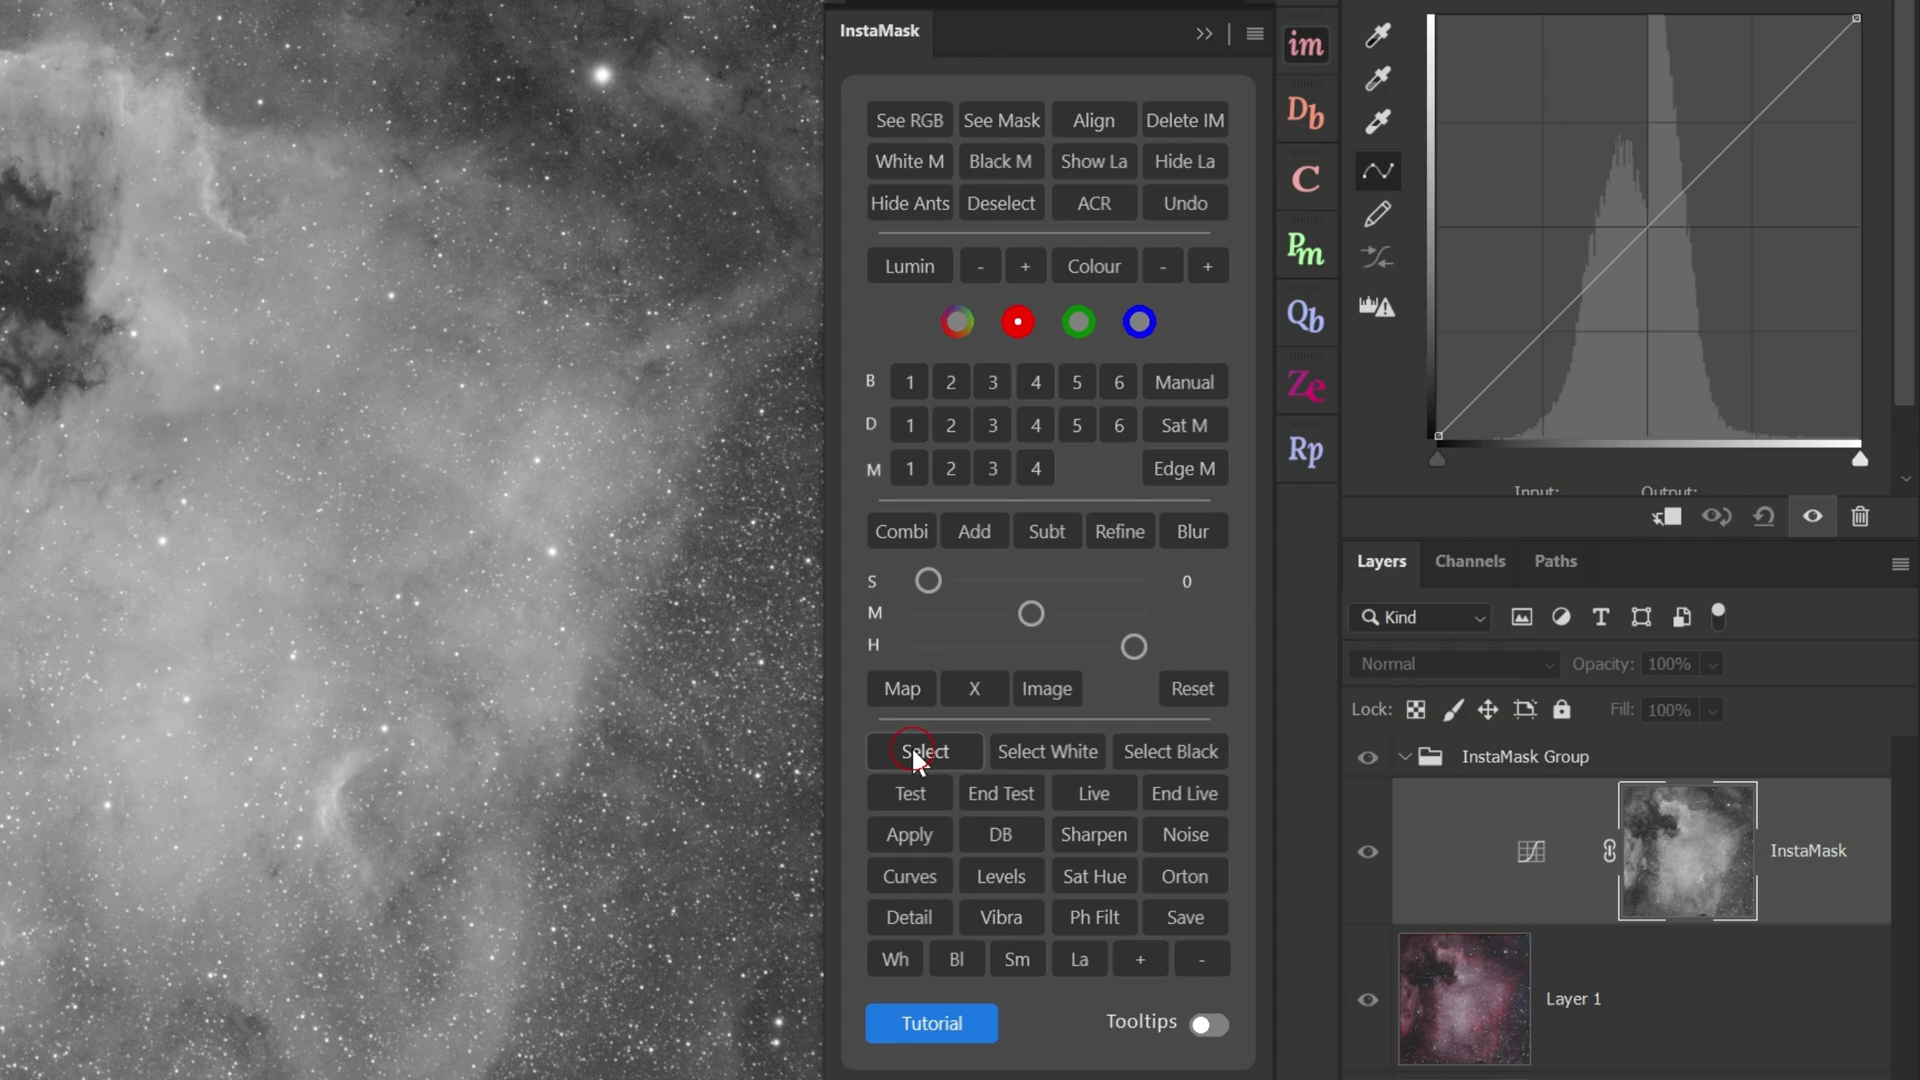 InstaMask
See RGB See Mask Align Delete IM
White M Black M Show La Hide La
Hide Ants Deselect ACR Undo
Lumin - + Colour - +
B 1 2 3 4 5 6 Manual
D 1 2 3 4 5 6 Sat M
M 1 2 3 4 Edge M
Combi Add Subt Refine Blur
S 0
M
H
Map X Image Reset
Select Select White Select Black
Test End Test Live End Live
Apply DB Sharpen Noise
Curves Levels Sat Hue Orton
Detail Vibra Ph Filt Save
Wh Bl Sm La + -
Tutorial Tooltips
im
Db
C
Pm
Qb
Ze
Rp
Input: Output:
Layers Channels Paths
Kind
Normal Opacity: 100%
Lock: Fill: 100%
InstaMask Group
InstaMask
Layer 1